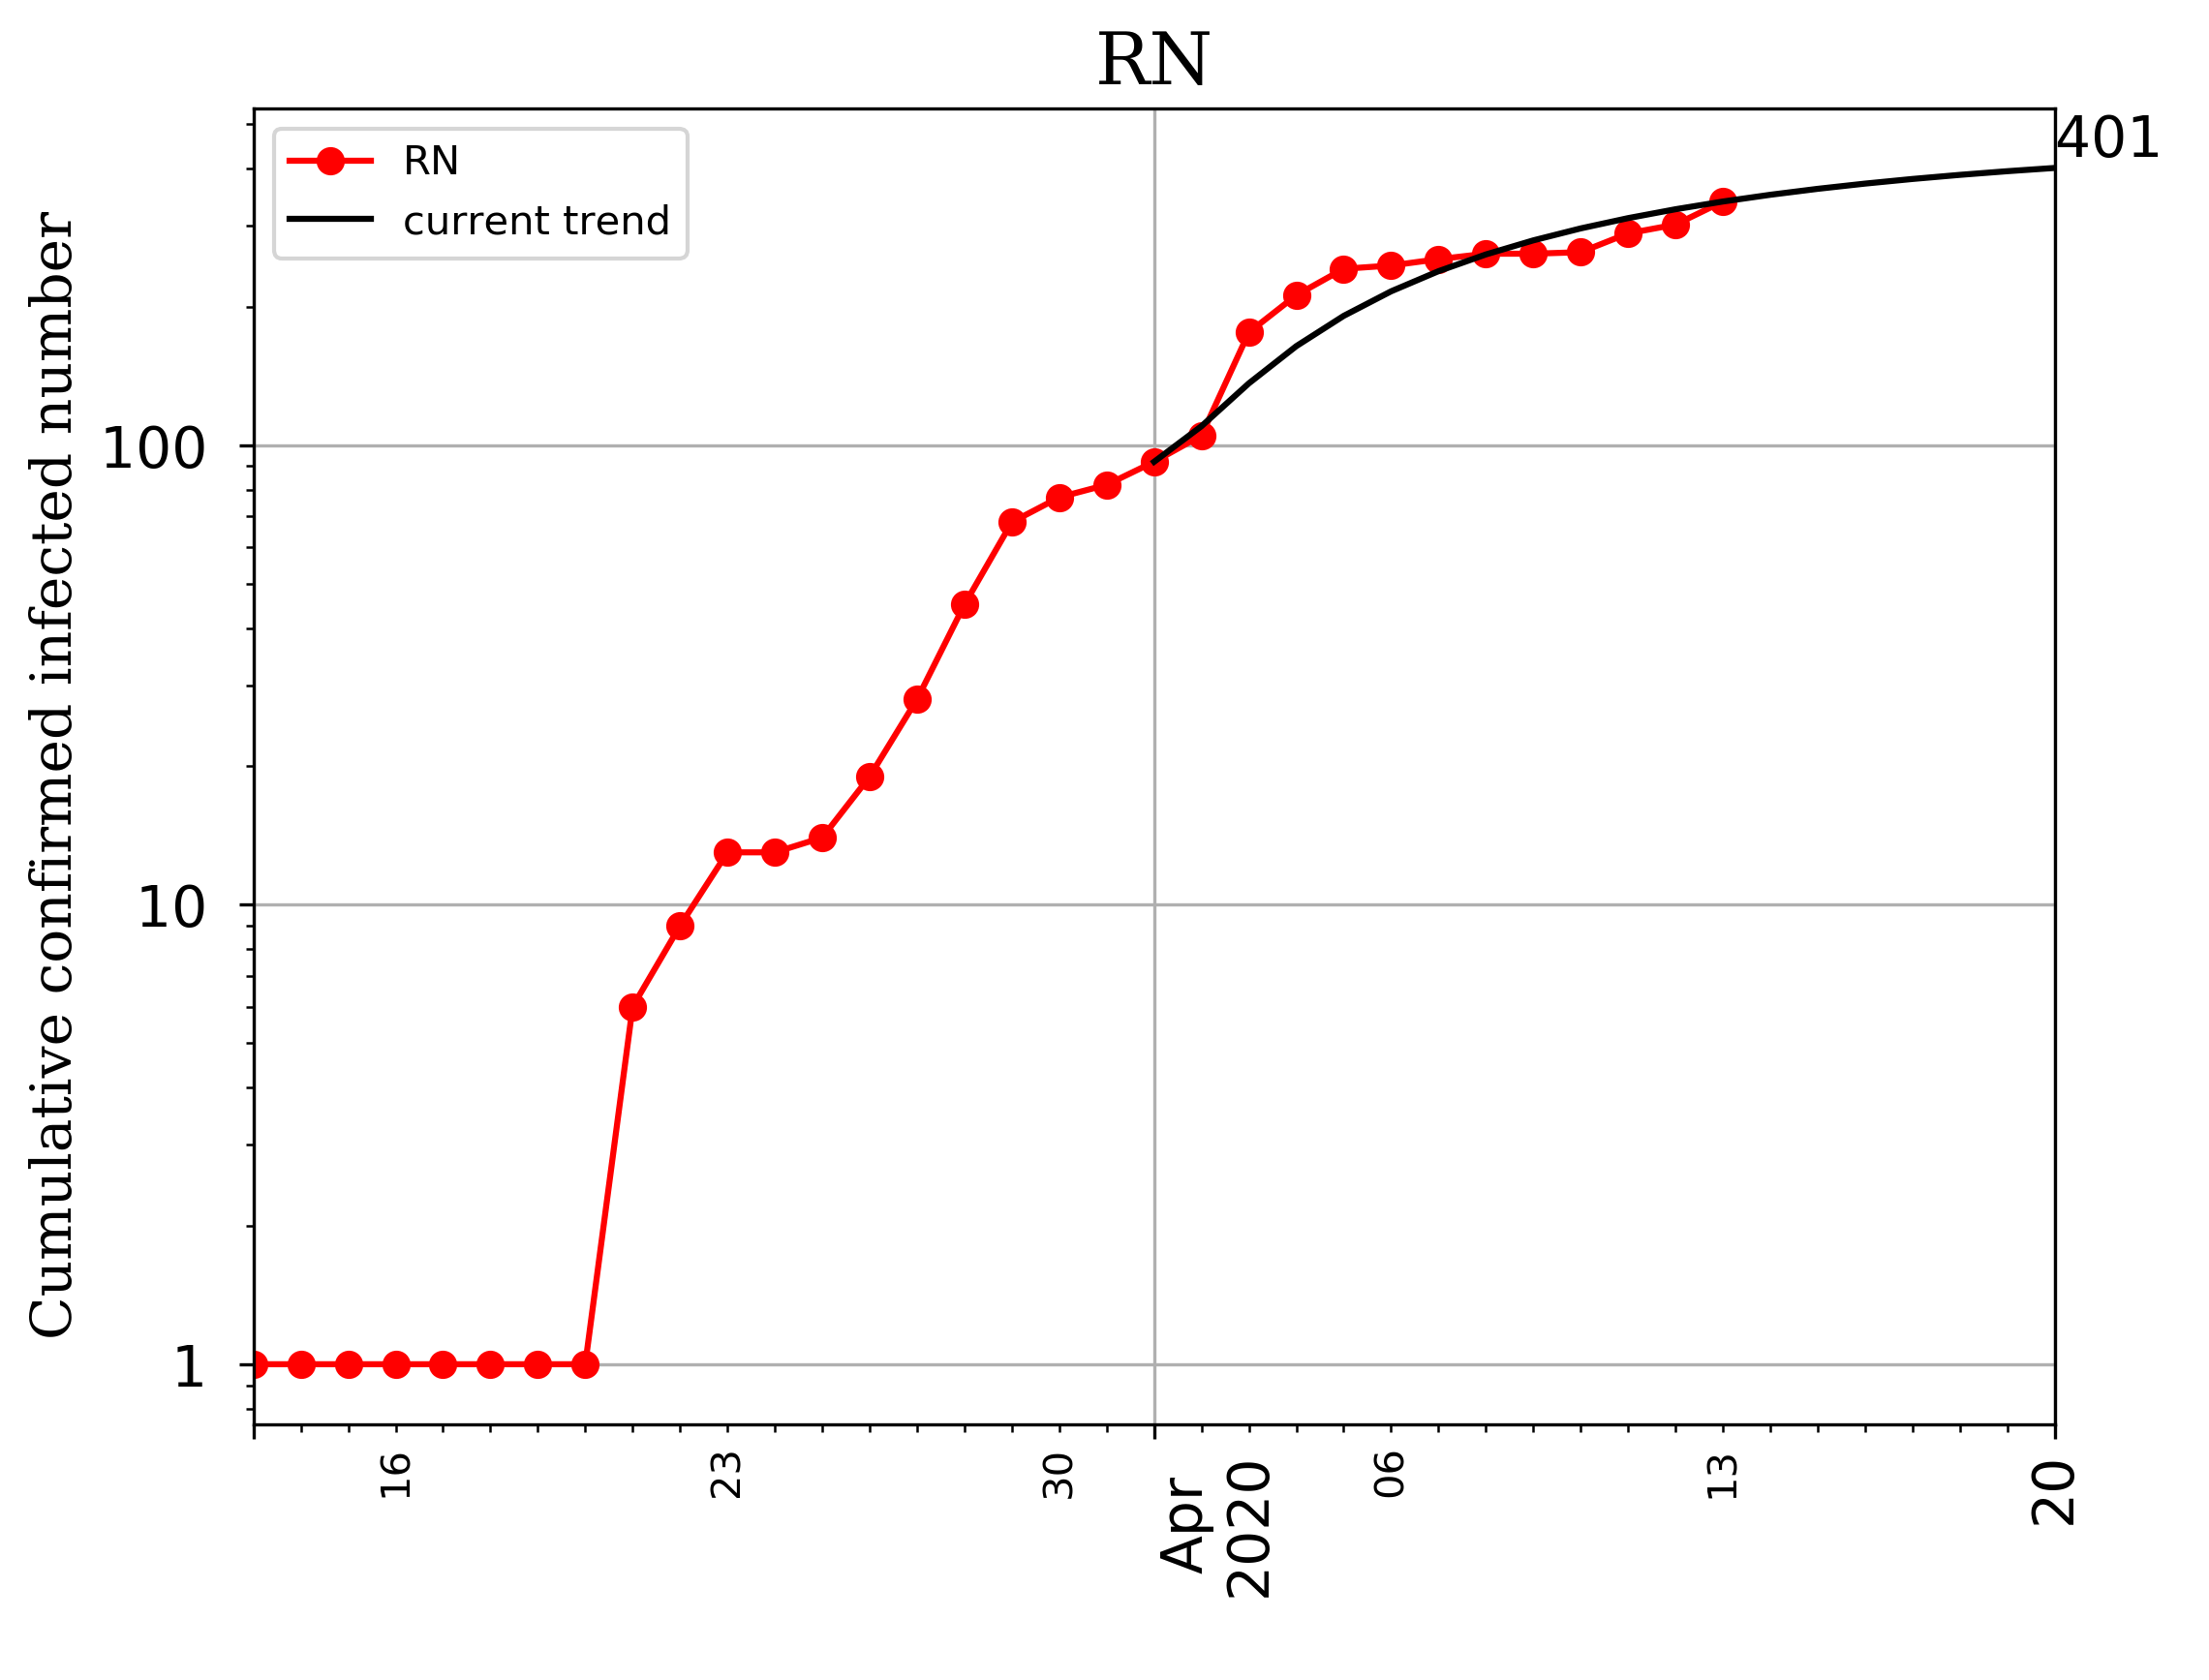 RN
401
RN
current trend
Cumulative confirmed infected number
100
10
1
16
23
30
Apr
2020
06
13
20